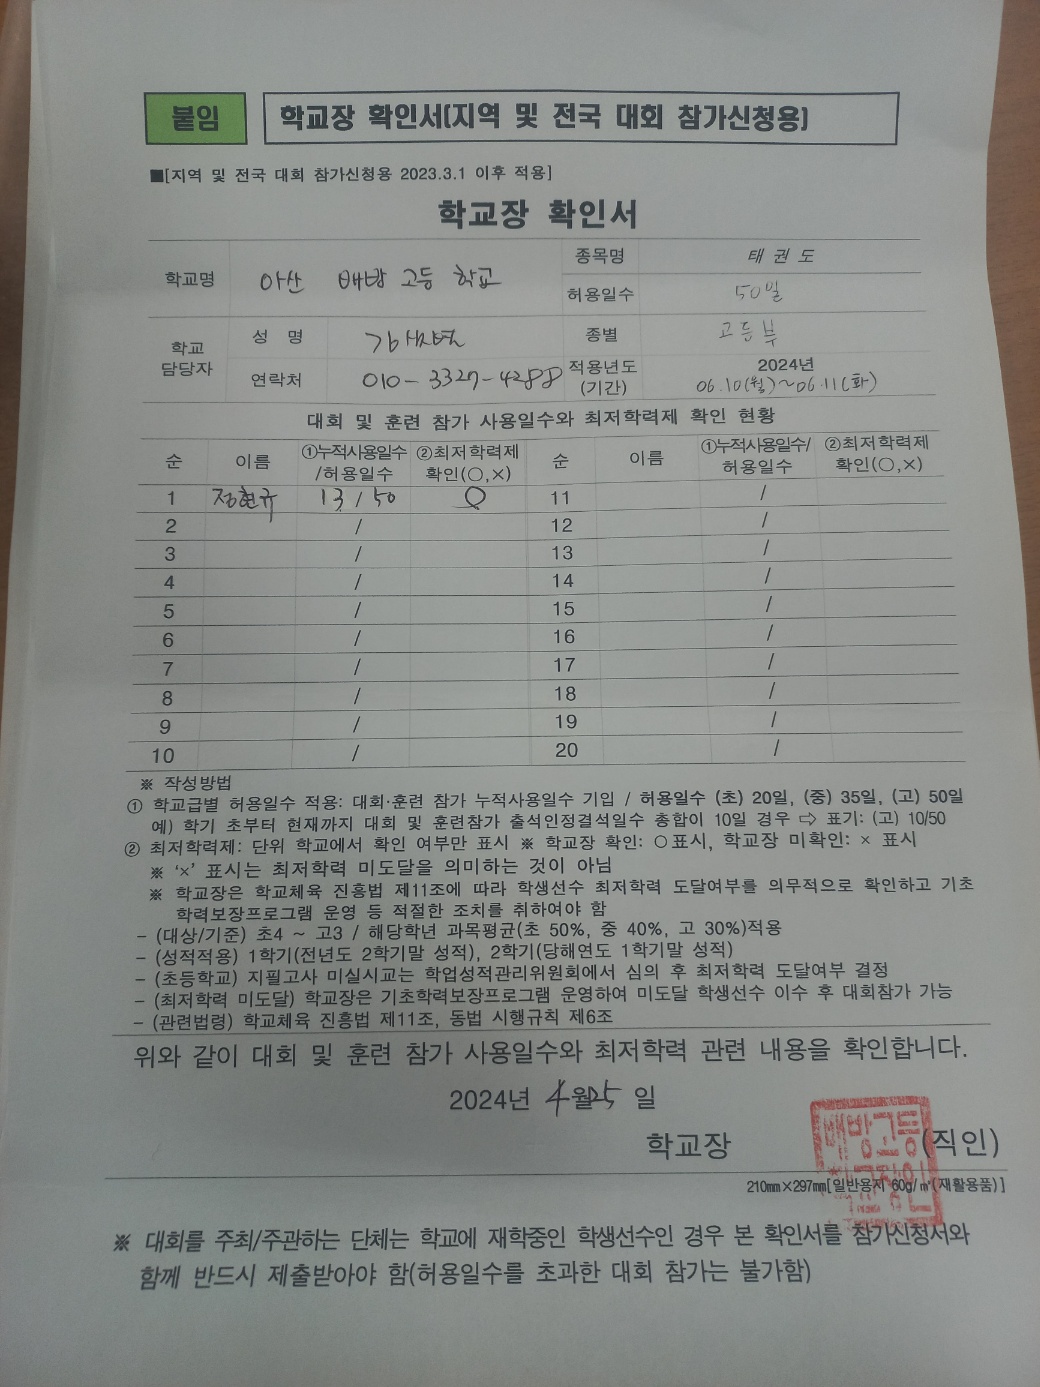 붙임 학교장 확인서(지역 및 전국 대회 참가신청용)
■[지역 및 전국 대회 참가신청용 2023.3.1 이후 적용]
학교장 확인서
학교명 아산 배방 고등 학교 종목명 태 권 도
허용일수 50일
학교 담당자 성 명 종별 고등부
연락처 010-3327-4288 적용년도 (기간) 2024년 06.10(월)~06.11(화)
대회 및 훈련 참가 사용일수와 최저학력제 확인 현황
순 이름 ①누적사용일수/허용일수 ②최저학력제 확인(○,×) 순 이름 ①누적사용일수/허용일수 ②최저학력제 확인(○,×)
1 정현규 13 / 50 ○ 11 /
2 / 12 /
3 / 13 /
4 / 14 /
5 / 15 /
6 / 16 /
7 / 17 /
8 / 18 /
9 / 19 /
10 / 20 /
※ 작성방법
① 학교급별 허용일수 적용: 대회·훈련 참가 누적사용일수 기입 / 허용일수 (초) 20일, (중) 35일, (고) 50일
예) 학기 초부터 현재까지 대회 및 훈련참가 출석인정결석일수 총합이 10일 경우 ⇨ 표기: (고) 10/50
② 최저학력제: 단위 학교에서 확인 여부만 표시 ※ 학교장 확인: ○표시, 학교장 미확인: × 표시
※ '×' 표시는 최저학력 미도달을 의미하는 것이 아님
※ 학교장은 학교체육 진흥법 제11조에 따라 학생선수 최저학력 도달여부를 의무적으로 확인하고 기초
학력보장프로그램 운영 등 적절한 조치를 취하여야 함
- (대상/기준) 초4 ~ 고3 / 해당학년 과목평균(초 50%, 중 40%, 고 30%)적용
- (성적적용) 1학기(전년도 2학기말 성적), 2학기(당해연도 1학기말 성적)
- (초등학교) 지필고사 미실시교는 학업성적관리위원회에서 심의 후 최저학력 도달여부 결정
- (최저학력 미도달) 학교장은 기초학력보장프로그램 운영하여 미도달 학생선수 이수 후 대회참가 가능
- (관련법령) 학교체육 진흥법 제11조, 동법 시행규칙 제6조
위와 같이 대회 및 훈련 참가 사용일수와 최저학력 관련 내용을 확인합니다.
2024년 4월 25 일
학교장 (직인)
배방고등학교장인
210㎜×297㎜[일반용지 60g/㎡(재활용품)]
※ 대회를 주최/주관하는 단체는 학교에 재학중인 학생선수인 경우 본 확인서를 참가신청서와
함께 반드시 제출받아야 함(허용일수를 초과한 대회 참가는 불가함)